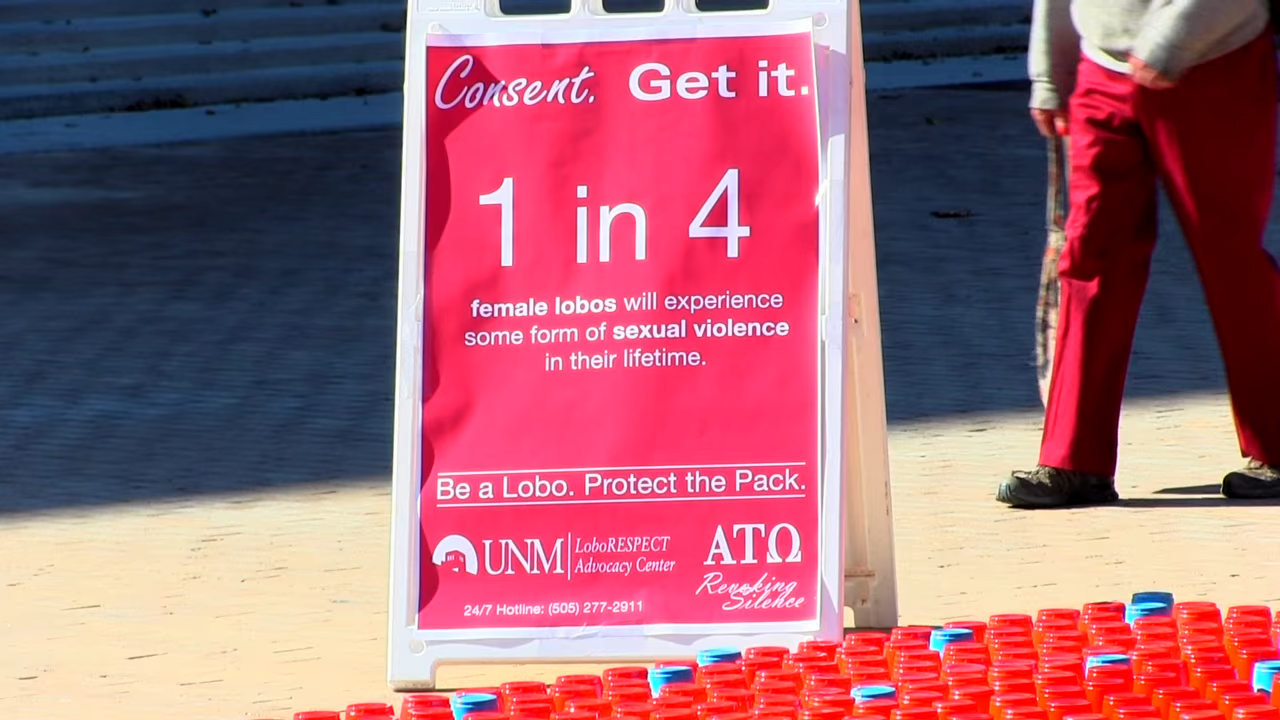 Consent. Get it.
1 in 4
female lobos will experience
some form of sexual violence
in their lifetime.
Be a Lobo. Protect the Pack.
UNM LoboRESPECT
Advocacy Center
ΑΤΩ
Revoking
Silence
24/7 Hotline: (505) 277-2911